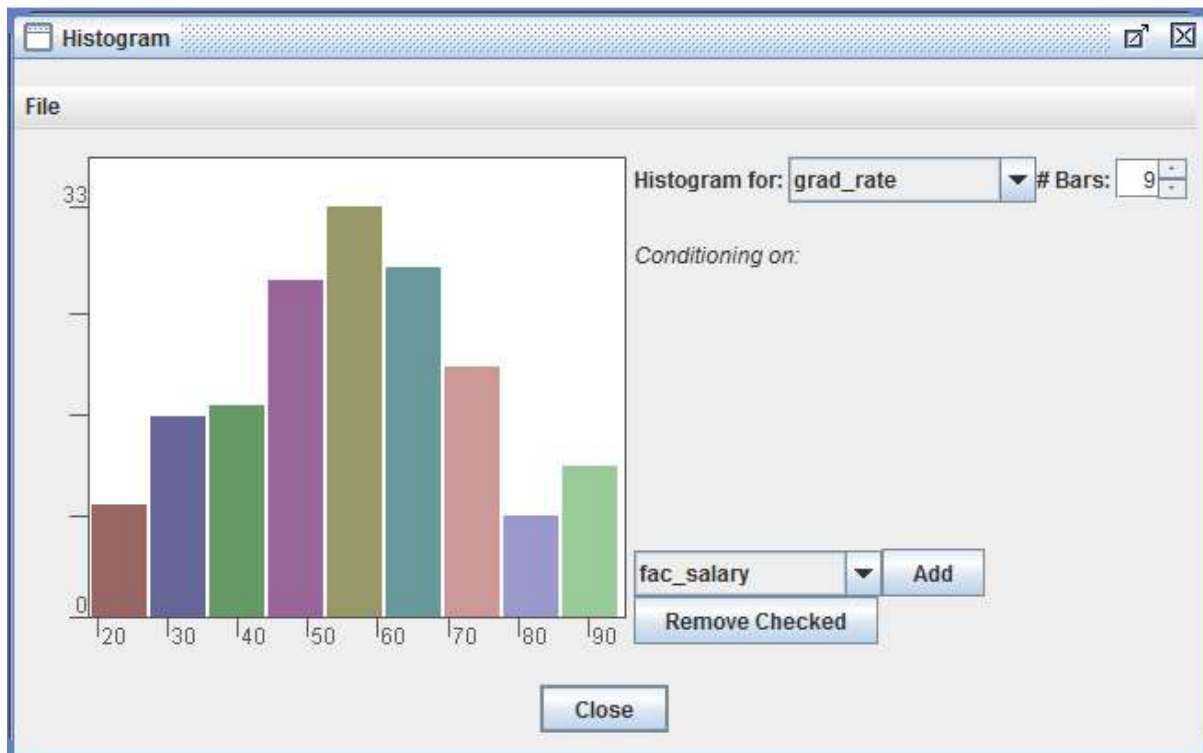 Histogram
File
Histogram for: grad_rate # Bars: 9
33
Conditioning on:
fac_salary Add
0
Remove Checked
20 30 40 50 60 70 80 90
Close